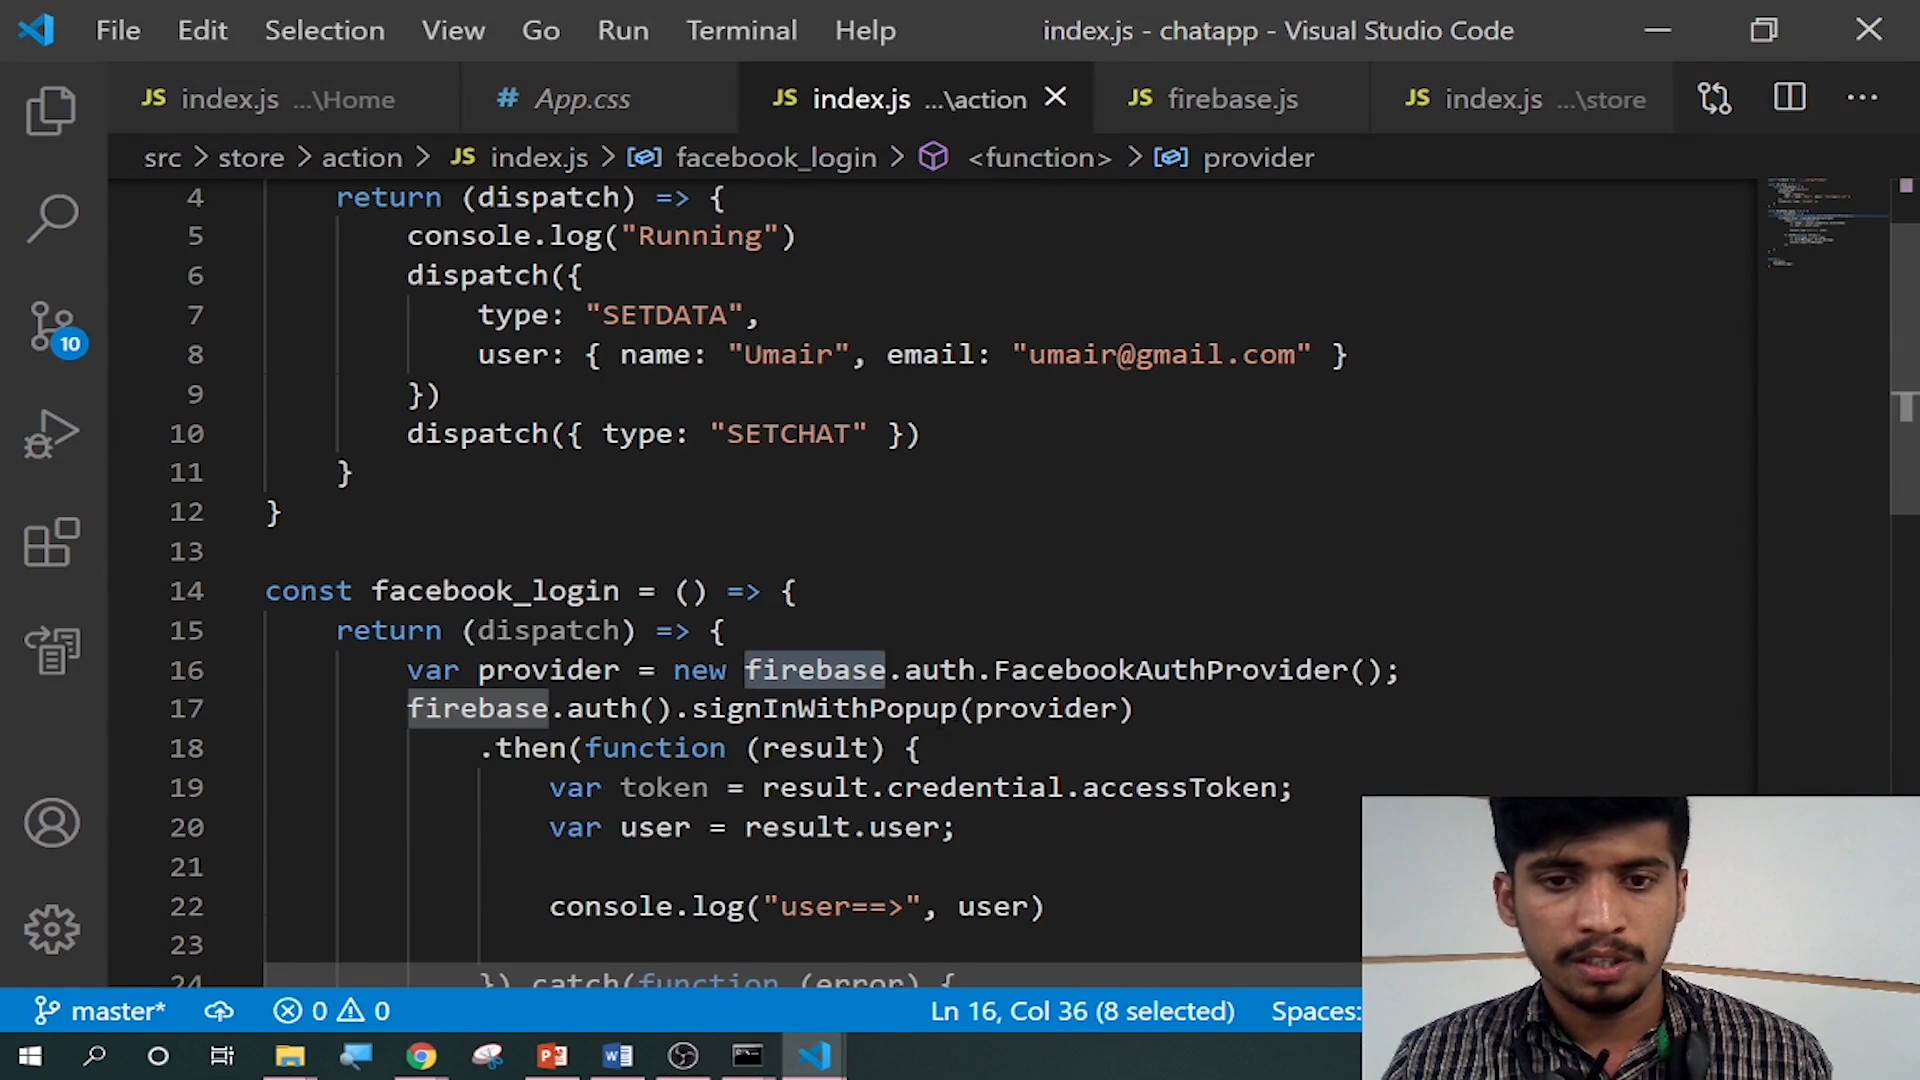 File Edit Selection View Go Run Terminal Help index.js - chatapp - Visual Studio Code
JS index.js ...\Home # App.css JS index.js ...\action JS firebase.js JS index.js ...\store
src > store > action > JS index.js > facebook_login > <function> > provider
4 return (dispatch) => {
5 console.log("Running")
6 dispatch({
7 type: "SETDATA",
8 user: { name: "Umair", email: "umair@gmail.com" }
9 })
10 dispatch({ type: "SETCHAT" })
11 }
12 }
13
14 const facebook_login = () => {
15 return (dispatch) => {
16 var provider = new firebase.auth.FacebookAuthProvider();
17 firebase.auth().signInWithPopup(provider)
18 .then(function (result) {
19 var token = result.credential.accessToken;
20 var user = result.user;
21
22 console.log("user==>", user)
23
24 }).catch(function (error) {
10
master* 0 0 Ln 16, Col 36 (8 selected) Spaces: